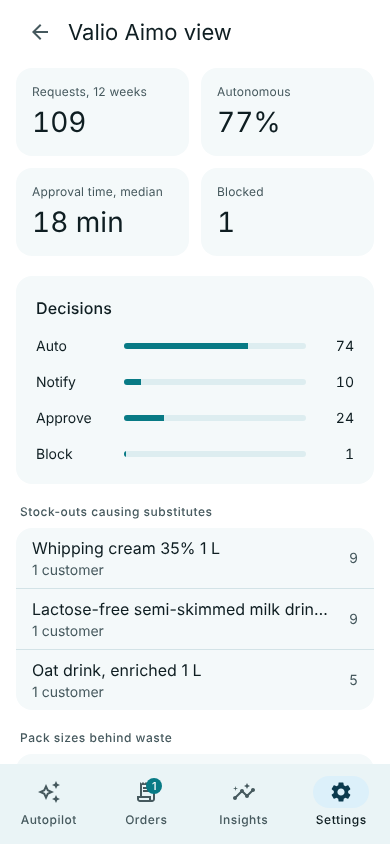 Valio Aimo view
Requests, 12 weeks
109
Autonomous
77%
Approval time, median
18 min
Blocked
1
Decisions
Auto 74
Notify 10
Approve 24
Block 1
Stock-outs causing substitutes
Whipping cream 35% 1 L
1 customer
9
Lactose-free semi-skimmed milk drin...
1 customer
9
Oat drink, enriched 1 L
1 customer
5
Pack sizes behind waste
1
Autopilot Orders Insights Settings